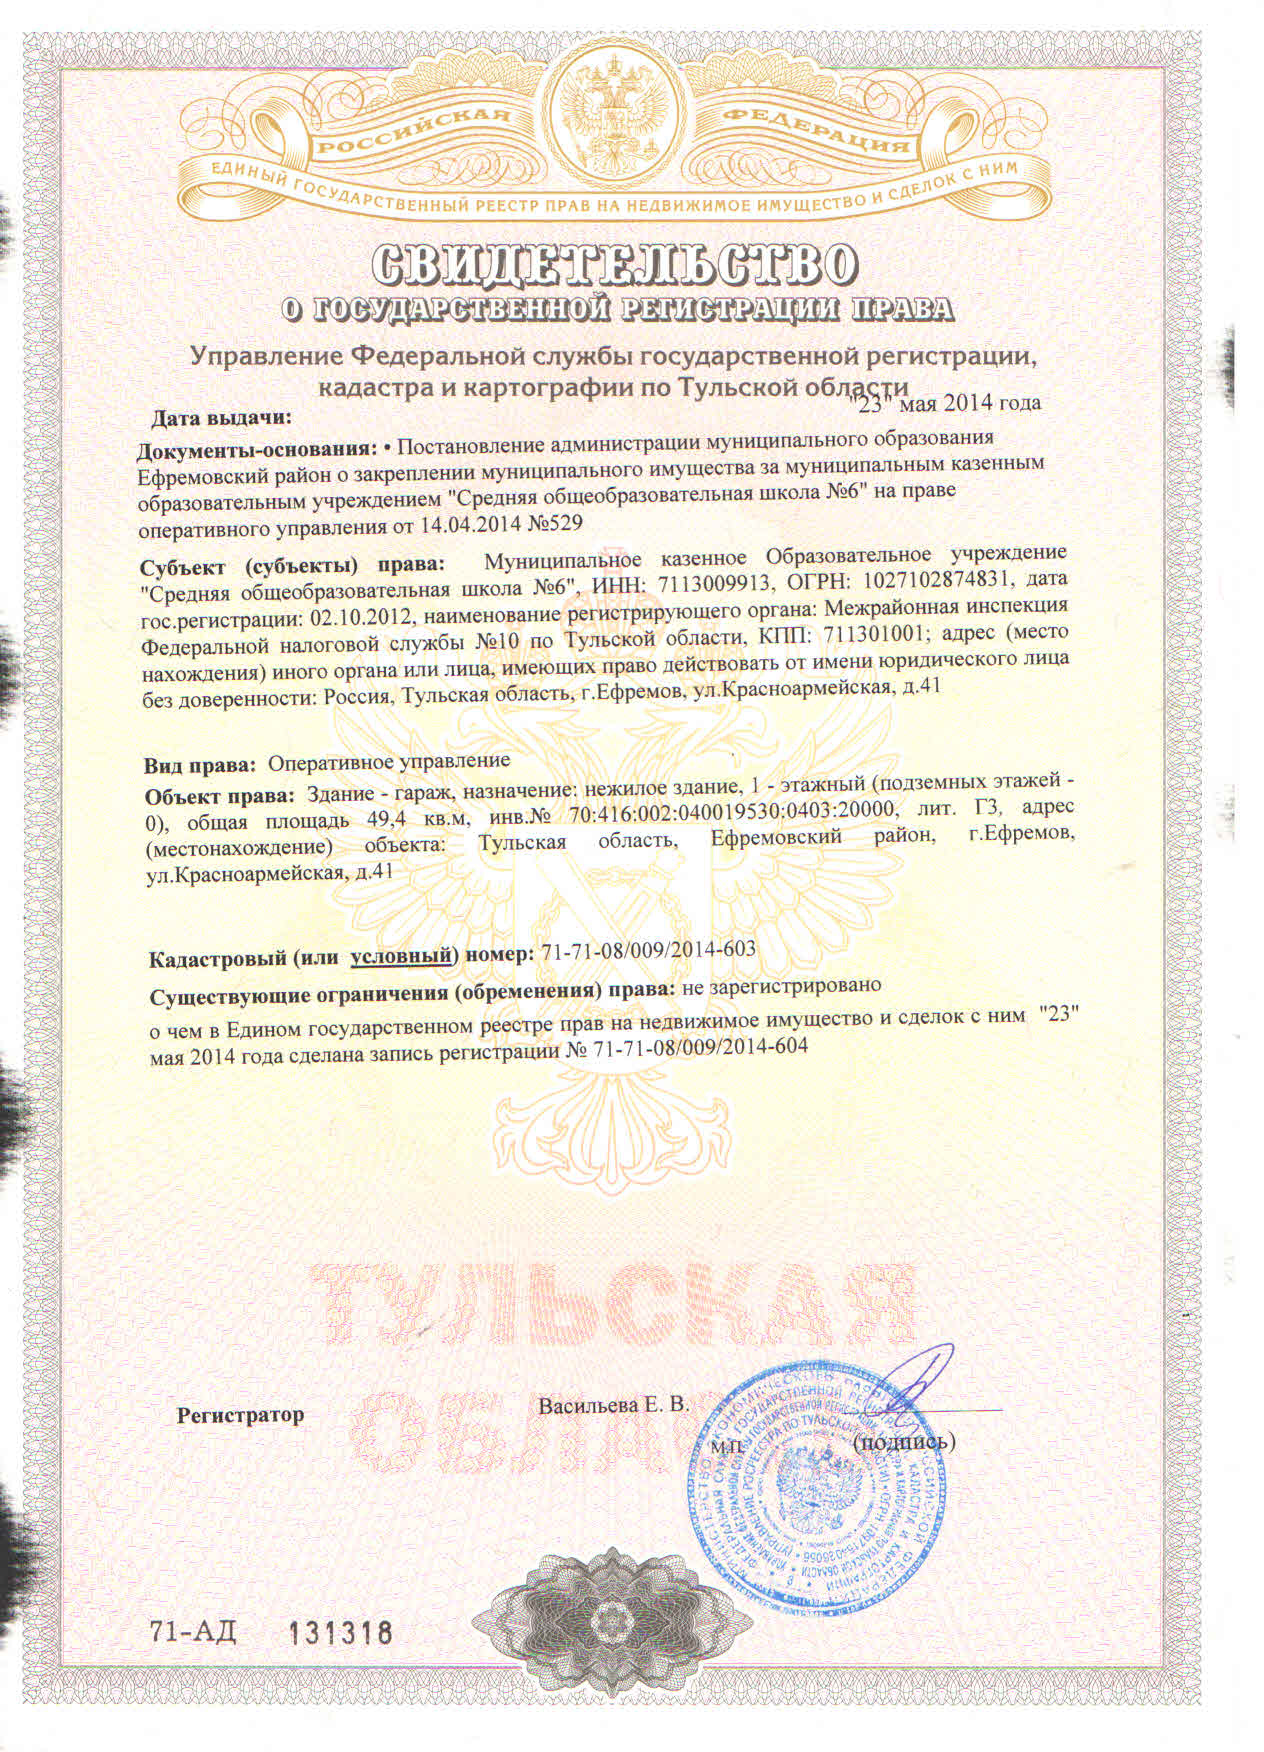 РОССИЙСКАЯ ФЕДЕРАЦИЯ
ЕДИНЫЙ ГОСУДАРСТВЕННЫЙ РЕЕСТР ПРАВ НА НЕДВИЖИМОЕ ИМУЩЕСТВО И СДЕЛОК С НИМ
СВИДЕТЕЛЬСТВО
О ГОСУДАРСТВЕННОЙ РЕГИСТРАЦИИ ПРАВА
Управление Федеральной службы государственной регистрации,
кадастра и картографии по Тульской области
Дата выдачи: "23" мая 2014 года
Документы-основания: • Постановление администрации муниципального образования
Ефремовский район о закреплении муниципального имущества за муниципальным казенным
образовательным учреждением "Средняя общеобразовательная школа №6" на праве
оперативного управления от 14.04.2014 №529
Субъект (субъекты) права: Муниципальное казенное Образовательное учреждение
"Средняя общеобразовательная школа №6", ИНН: 7113009913, ОГРН: 1027102874831, дата
гос.регистрации: 02.10.2012, наименование регистрирующего органа: Межрайонная инспекция
Федеральной налоговой службы №10 по Тульской области, КПП: 711301001; адрес (место
нахождения) иного органа или лица, имеющих право действовать от имени юридического лица
без доверенности: Россия, Тульская область, г.Ефремов, ул.Красноармейская, д.41
Вид права: Оперативное управление
Объект права: Здание - гараж, назначение: нежилое здание, 1 - этажный (подземных этажей -
0), общая площадь 49,4 кв.м, инв.№ 70:416:002:040019530:0403:20000, лит. Г3, адрес
(местонахождение) объекта: Тульская область, Ефремовский район, г.Ефремов,
ул.Красноармейская, д.41
Кадастровый (или условный) номер: 71-71-08/009/2014-603
Существующие ограничения (обременения) права: не зарегистрировано
о чем в Едином государственном реестре прав на недвижимое имущество и сделок с ним "23"
мая 2014 года сделана запись регистрации № 71-71-08/009/2014-604
ТУЛЬСКАЯ
Регистратор Васильева Е. В.
м.п. (подпись)
71-АД 131318